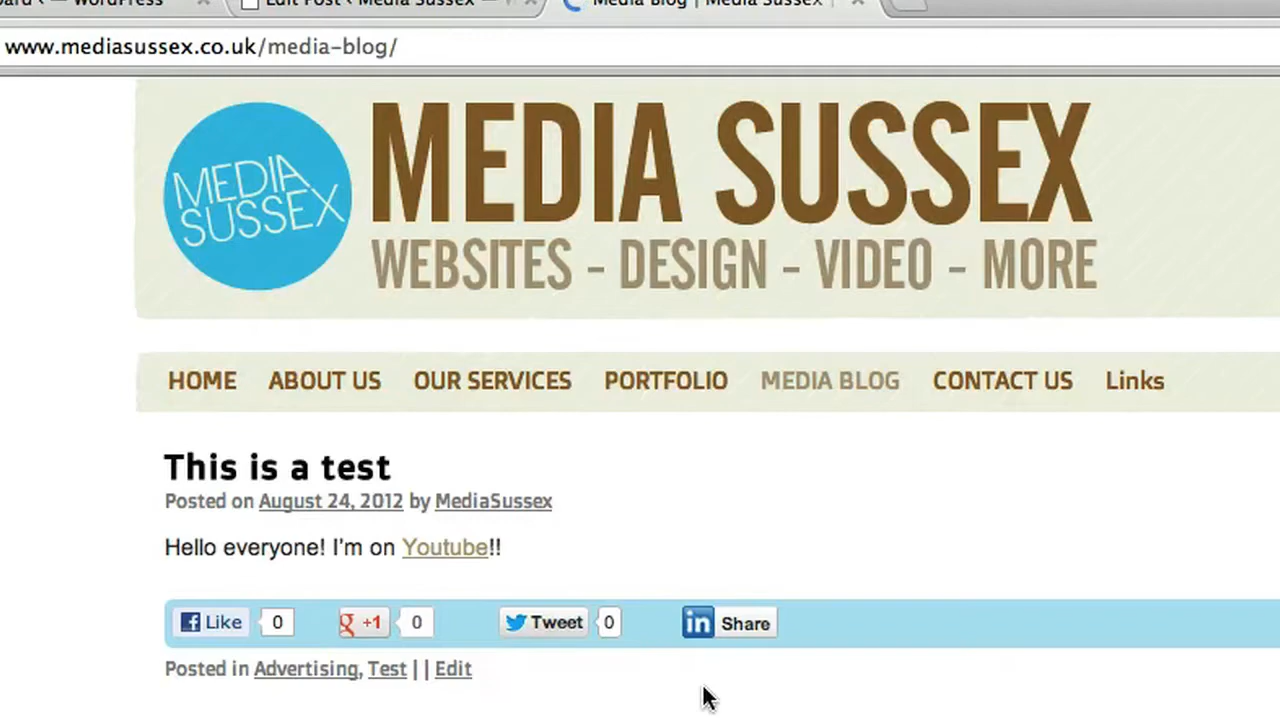 Edit Post ‹ Media Sussex —
Media Blog | Media Sussex |
www.mediasussex.co.uk/media-blog/
MEDIA SUSSEX
MEDIA SUSSEX
WEBSITES - DESIGN - VIDEO - MORE
HOME ABOUT US OUR SERVICES PORTFOLIO MEDIA BLOG CONTACT US Links
This is a test
Posted on August 24, 2012 by MediaSussex
Hello everyone! I'm on Youtube!!
Like 0 g +1 0 Tweet 0 in Share
Posted in Advertising, Test | | Edit